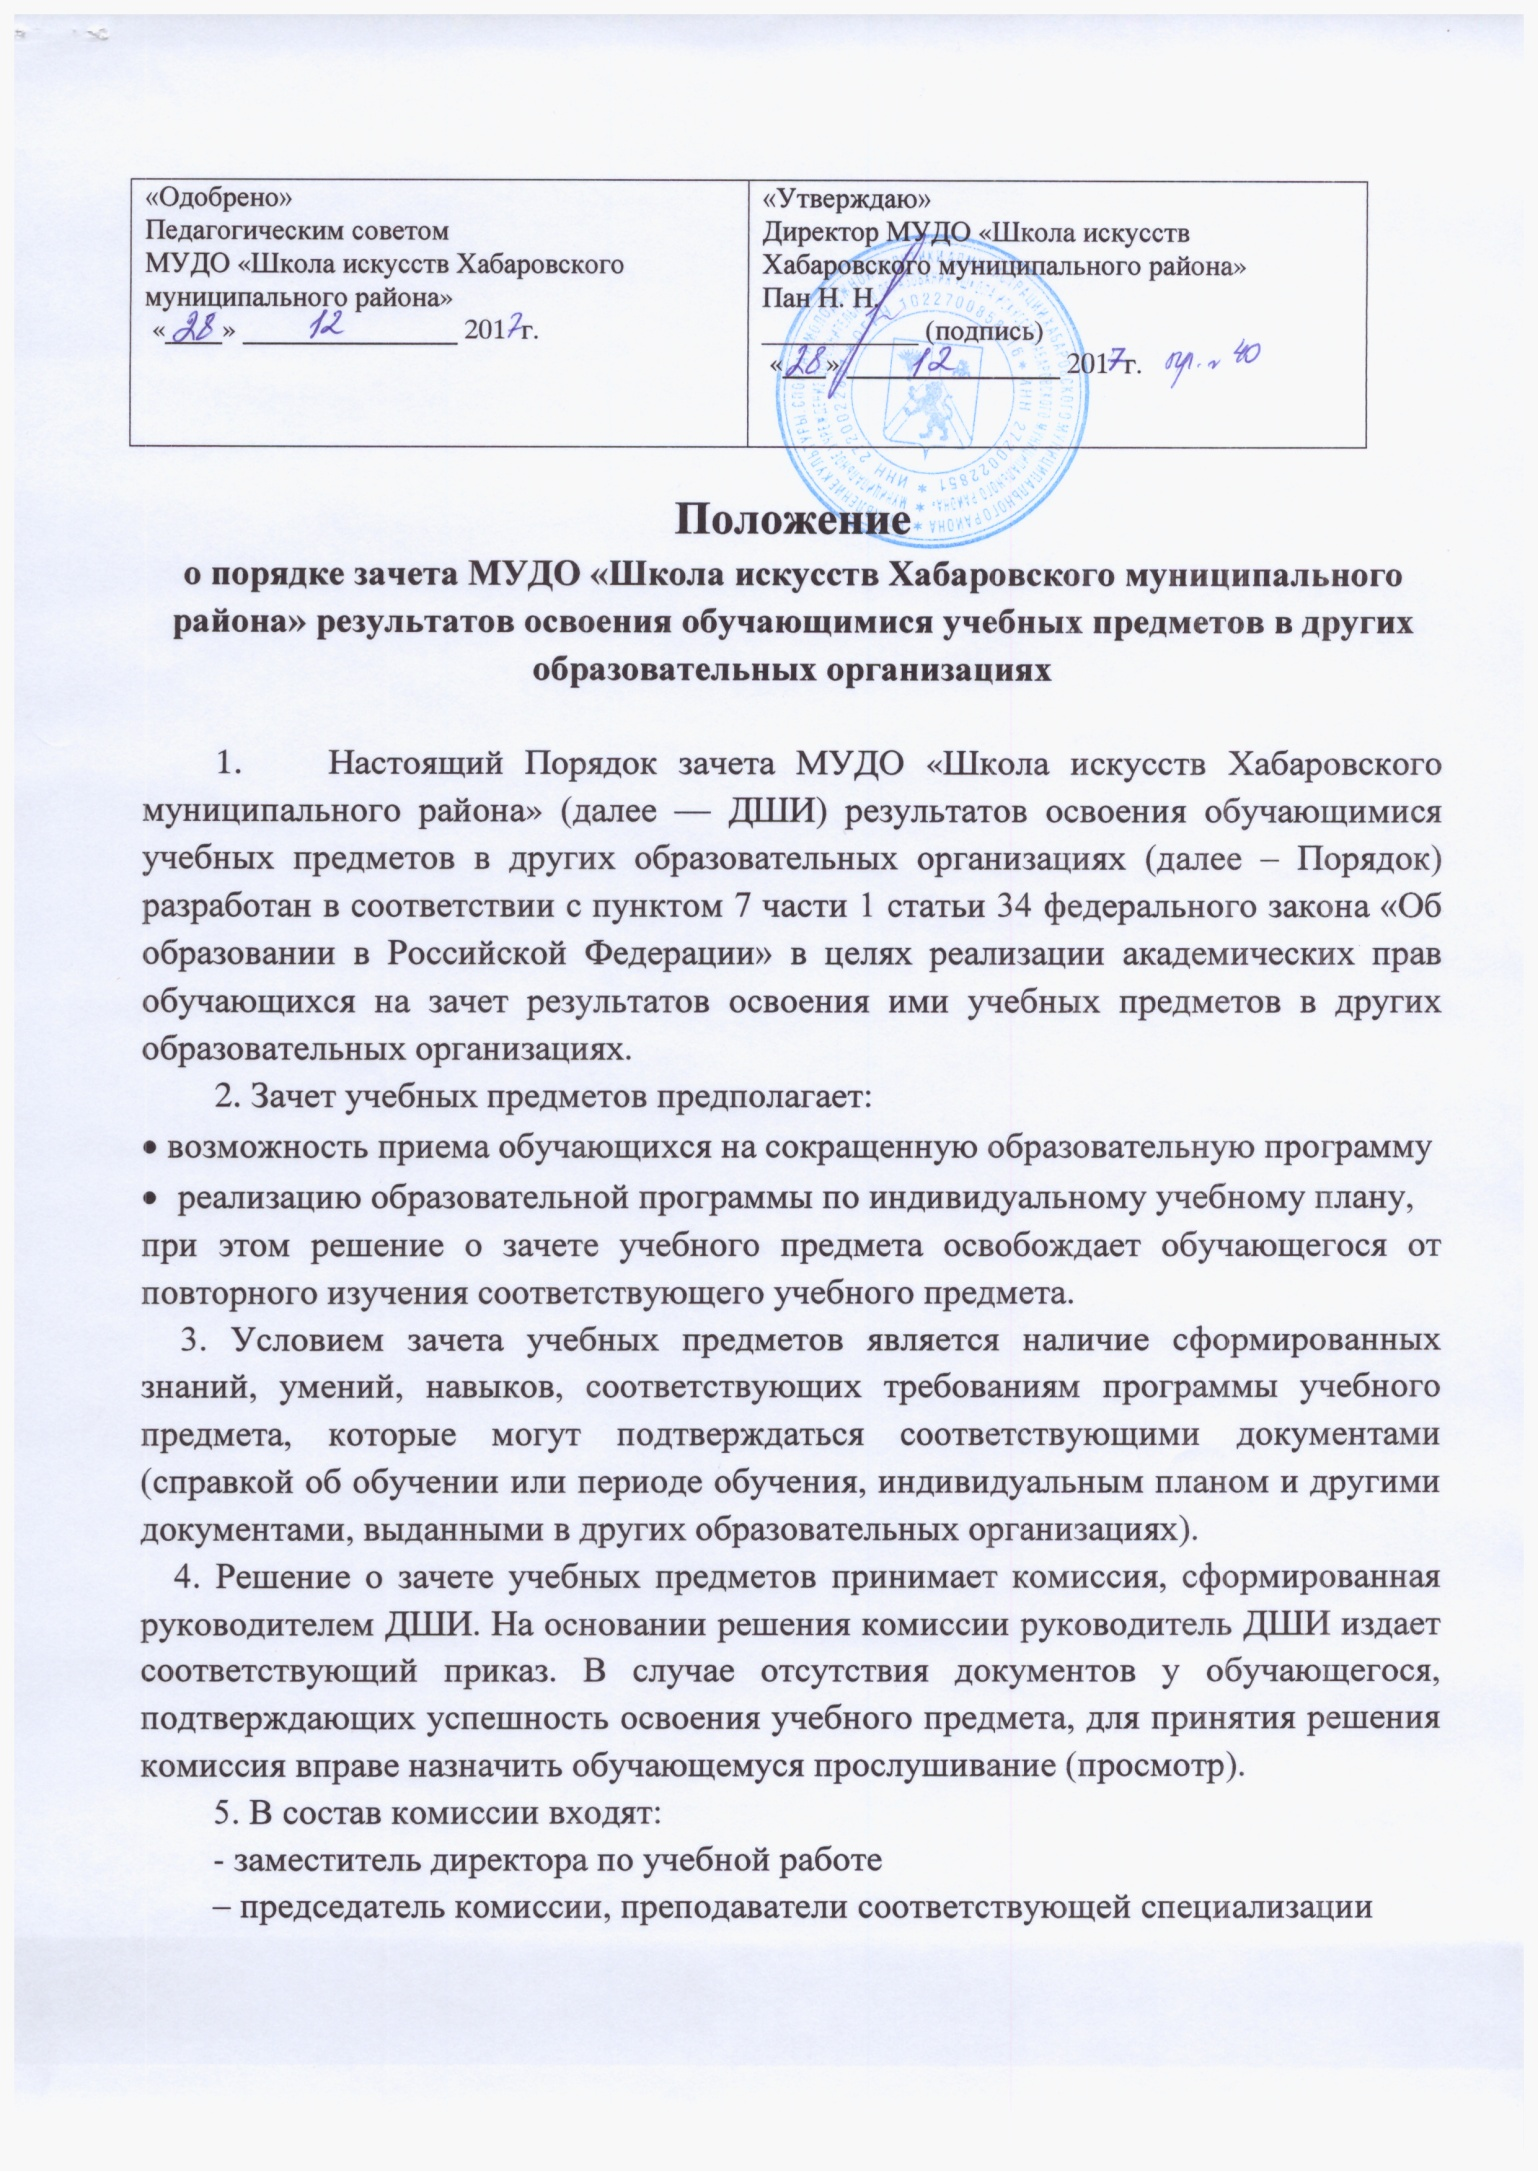 «Одобрено»
Педагогическим советом
МУДО «Школа искусств Хабаровского
муниципального района»
«28» 12 2017г.
«Утверждаю»
Директор МУДО «Школа искусств
Хабаровского муниципального района»
Пан Н. Н.
(подпись)
«28» 12 2017г. пр. 40
Положение
о порядке зачета МУДО «Школа искусств Хабаровского муниципального
района» результатов освоения обучающимися учебных предметов в других
образовательных организациях
1. Настоящий Порядок зачета МУДО «Школа искусств Хабаровского
муниципального района» (далее — ДШИ) результатов освоения обучающимися
учебных предметов в других образовательных организациях (далее – Порядок)
разработан в соответствии с пунктом 7 части 1 статьи 34 федерального закона «Об
образовании в Российской Федерации» в целях реализации академических прав
обучающихся на зачет результатов освоения ими учебных предметов в других
образовательных организациях.
2. Зачет учебных предметов предполагает:
• возможность приема обучающихся на сокращенную образовательную программу
• реализацию образовательной программы по индивидуальному учебному плану,
при этом решение о зачете учебного предмета освобождает обучающегося от
повторного изучения соответствующего учебного предмета.
3. Условием зачета учебных предметов является наличие сформированных
знаний, умений, навыков, соответствующих требованиям программы учебного
предмета, которые могут подтверждаться соответствующими документами
(справкой об обучении или периоде обучения, индивидуальным планом и другими
документами, выданными в других образовательных организациях).
4. Решение о зачете учебных предметов принимает комиссия, сформированная
руководителем ДШИ. На основании решения комиссии руководитель ДШИ издает
соответствующий приказ. В случае отсутствия документов у обучающегося,
подтверждающих успешность освоения учебного предмета, для принятия решения
комиссия вправе назначить обучающемуся прослушивание (просмотр).
5. В состав комиссии входят:
- заместитель директора по учебной работе
– председатель комиссии, преподаватели соответствующей специализации